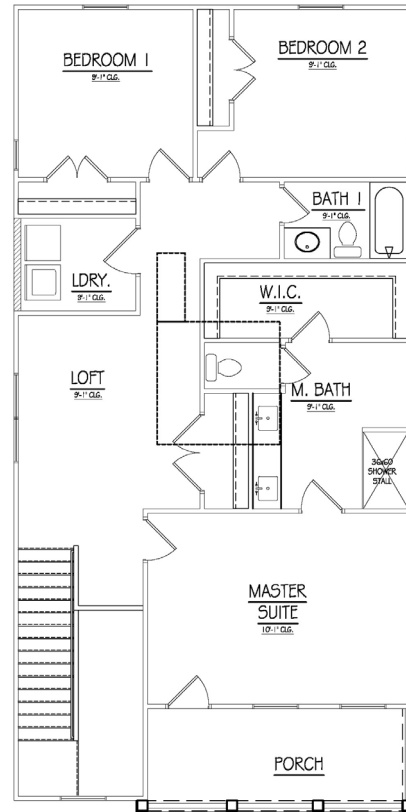 BEDROOM 1
9'-1" CLG.
BEDROOM 2
9'-1" CLG.
BATH 1
9'-1" CLG.
LDRY.
9'-1" CLG.
W.I.C.
9'-1" CLG.
LOFT
9'-1" CLG.
M. BATH
9'-1" CLG.
36x60
SHOWER
STALL
MASTER
SUITE
10'-1" CLG.
PORCH